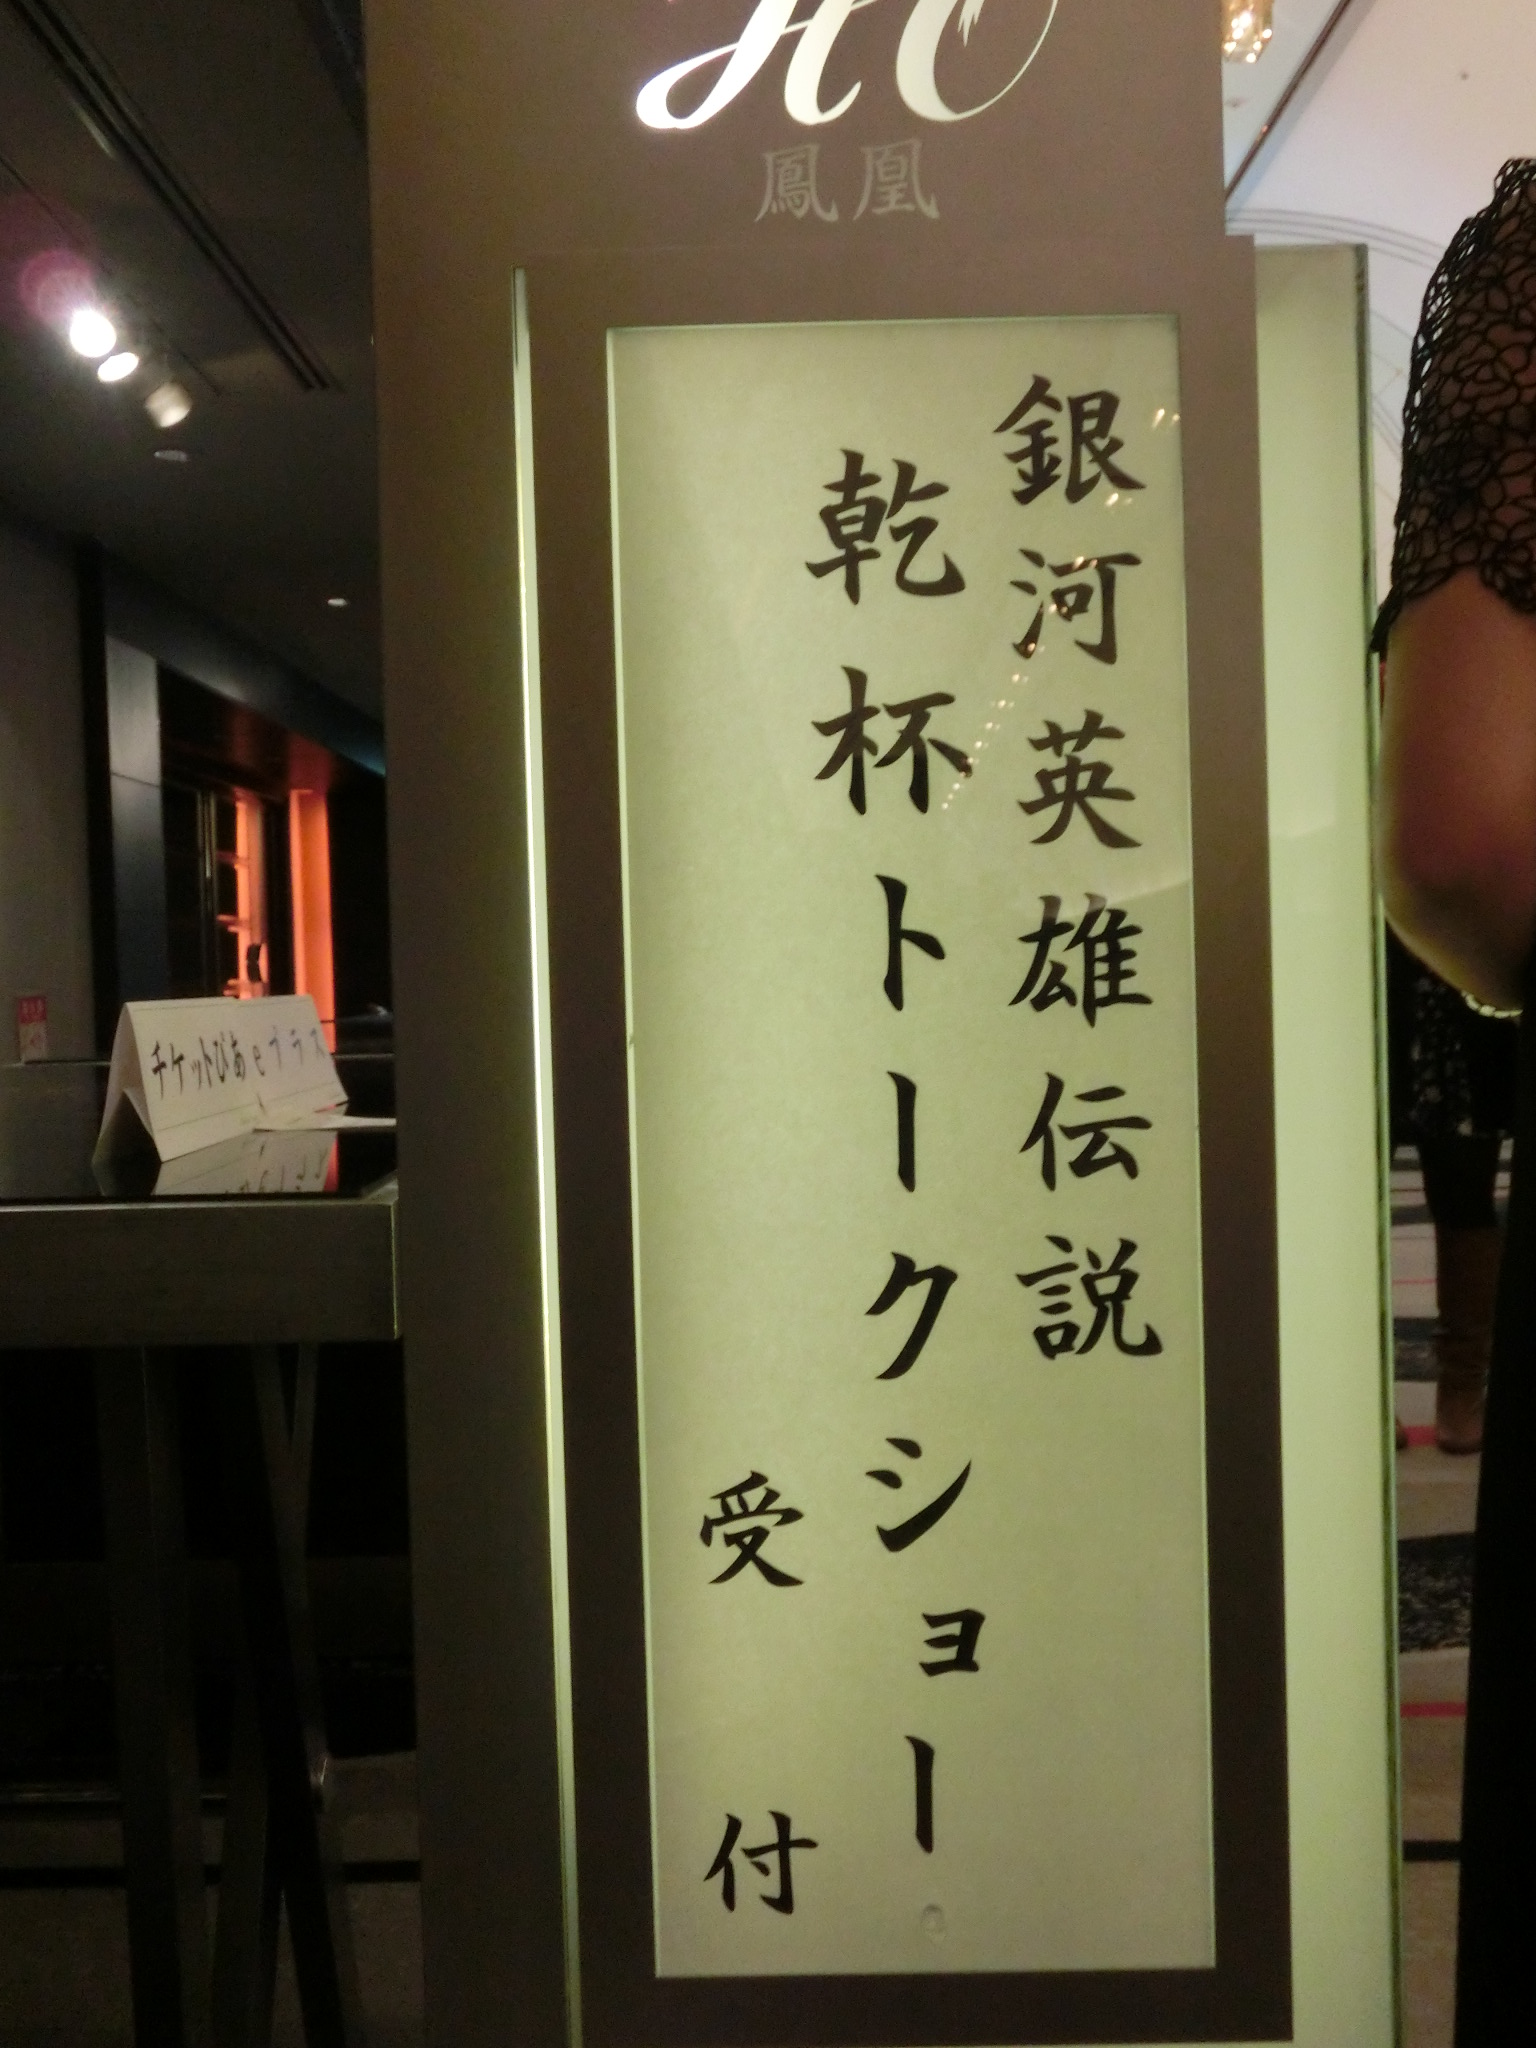 鳳凰
銀河英雄伝説
乾杯トークショー
受付
チケットぴあeプラス